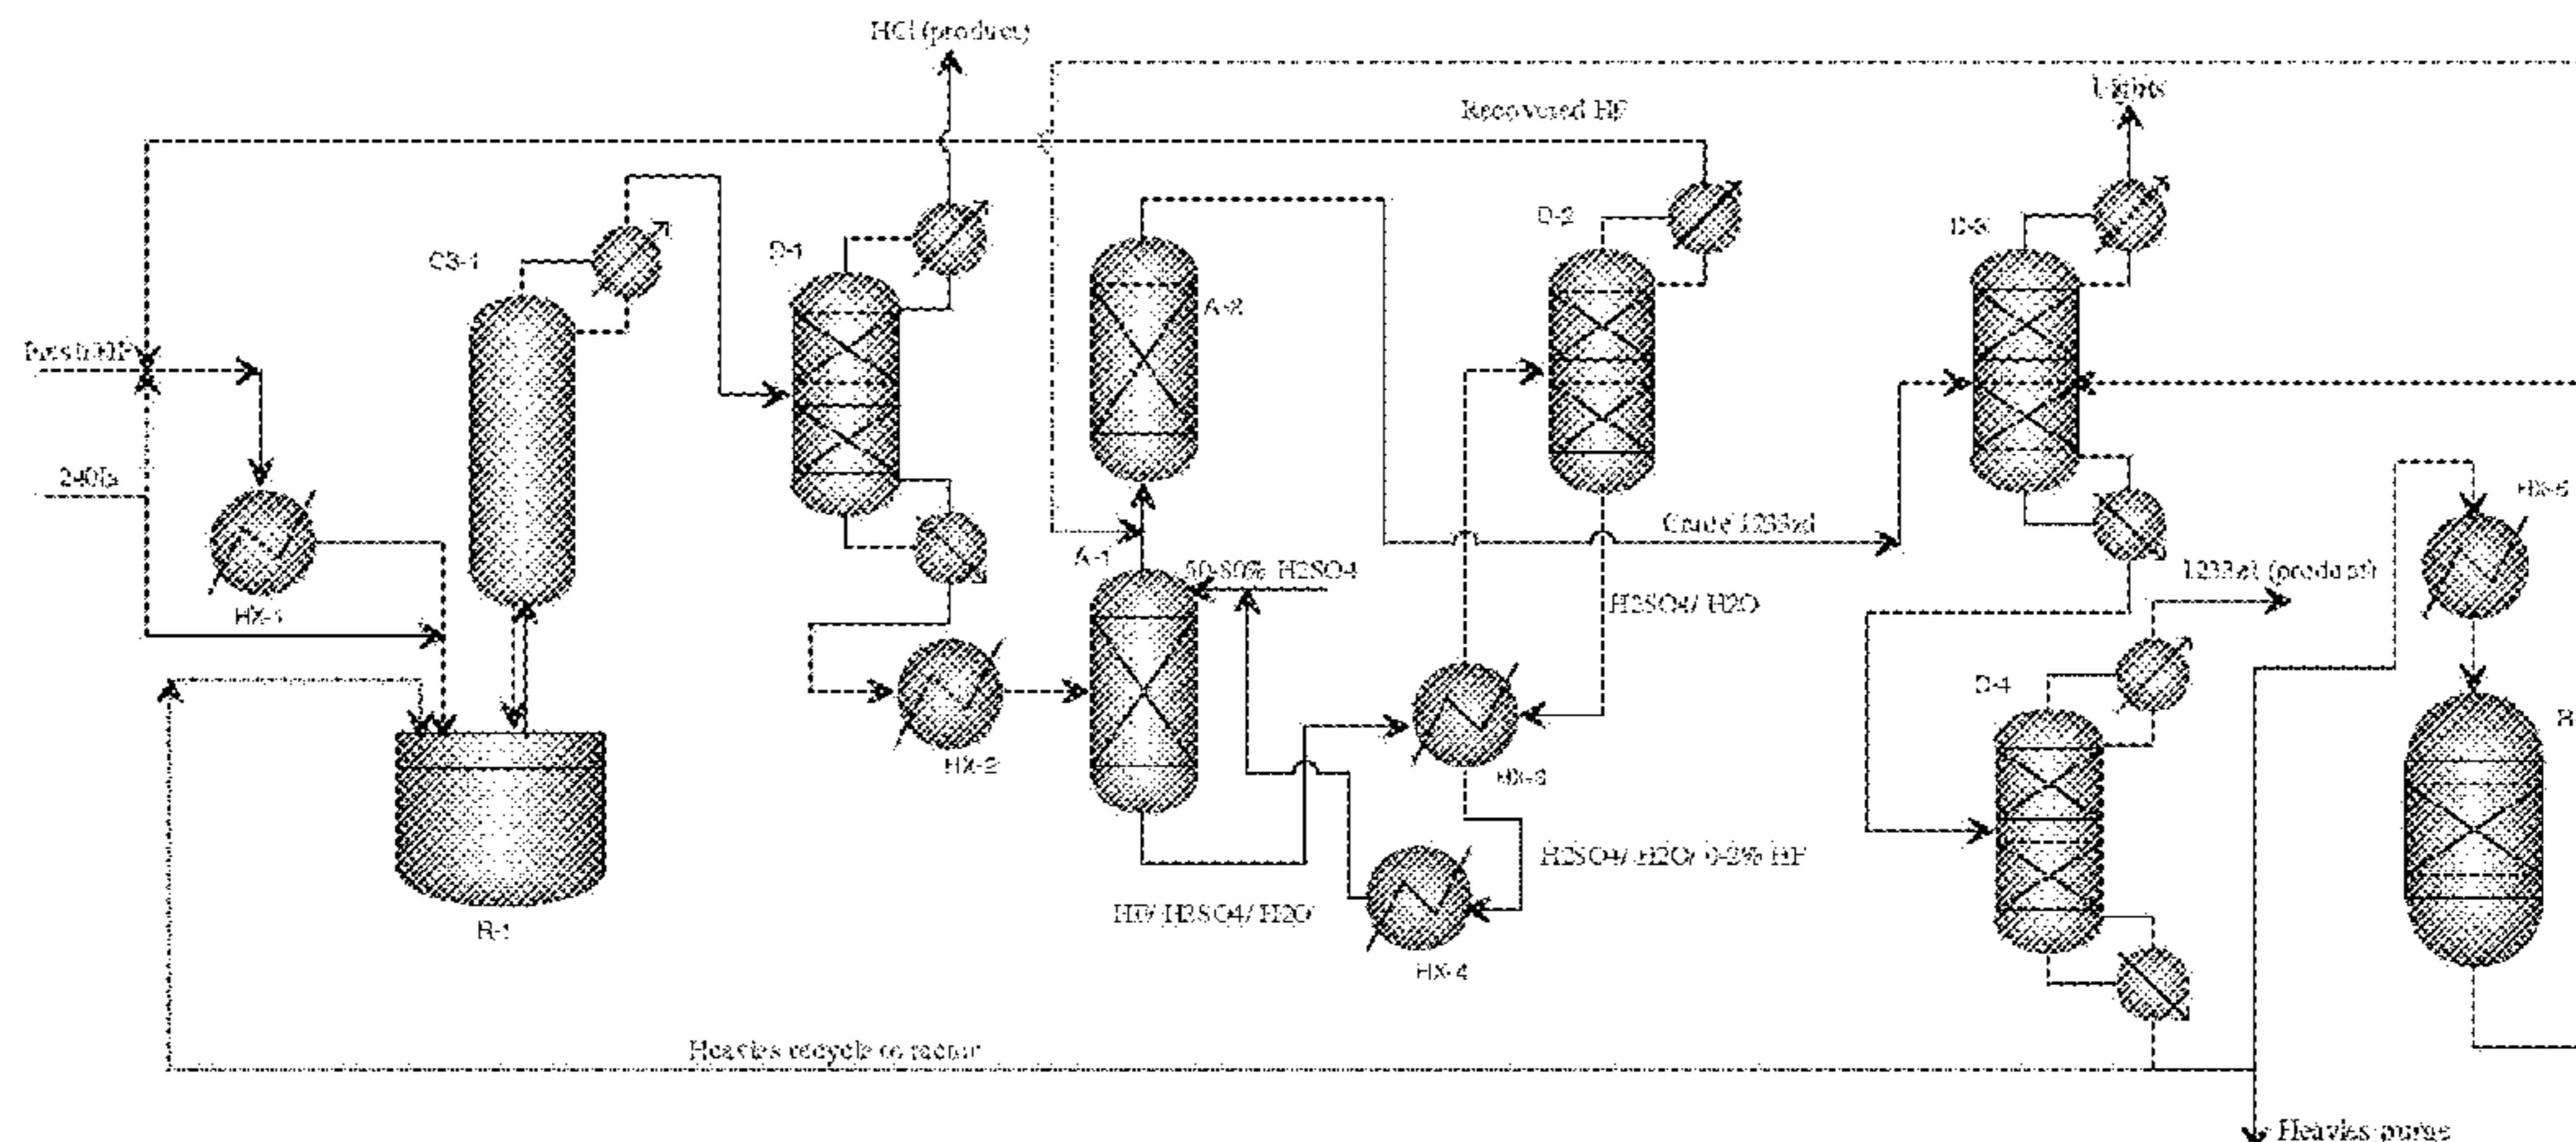 HCl (product)
Lights
Recovered HF
D-2
D-3
CS-1
D-1
A-2
Fresh HF
240fa
HX-5
Crude 1233zd
A-1
50-80% H2SO4
1233zd (product)
H2SO4/ H2O
HX-1
D-4
HX-2
HX-3
H2SO4/ H2O/ 0-2% HF
HF/ H2SO4/ H2O
R-1
HX-4
Heavies recycle to reactor
Heavies purge